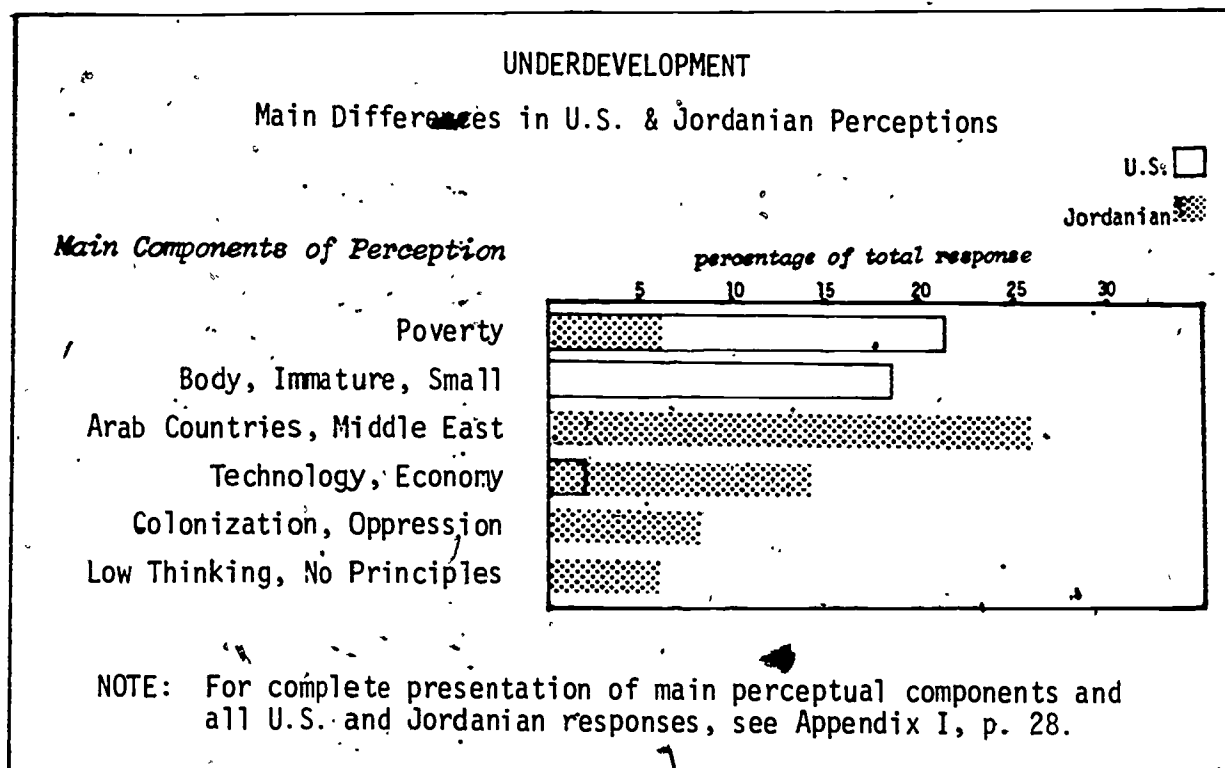 UNDERDEVELOPMENT
Main Differences in U.S. & Jordanian Perceptions
U.S.
Jordanian
Main Components of Perception
percentage of total response
5 10 15 20 25 30
Poverty
Body, Immature, Small
Arab Countries, Middle East
Technology, Economy
Colonization, Oppression
Low Thinking, No Principles
NOTE: For complete presentation of main perceptual components and
all U.S. and Jordanian responses, see Appendix I, p. 28.